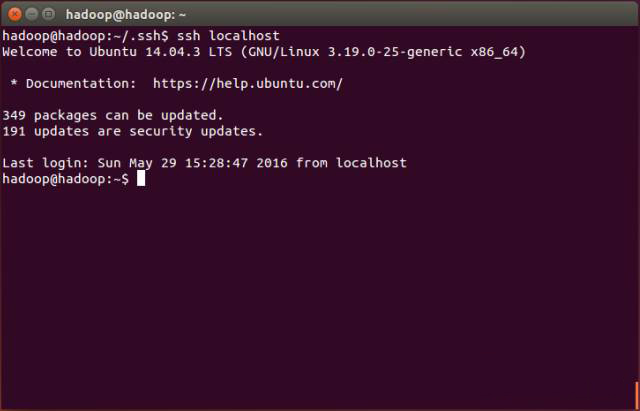 hadoop@hadoop: ~
hadoop@hadoop:~/.ssh$ ssh localhost
Welcome to Ubuntu 14.04.3 LTS (GNU/Linux 3.19.0-25-generic x86_64)
 * Documentation:  https://help.ubuntu.com/
349 packages can be updated.
191 updates are security updates.
Last login: Sun May 29 15:28:47 2016 from localhost
hadoop@hadoop:~$